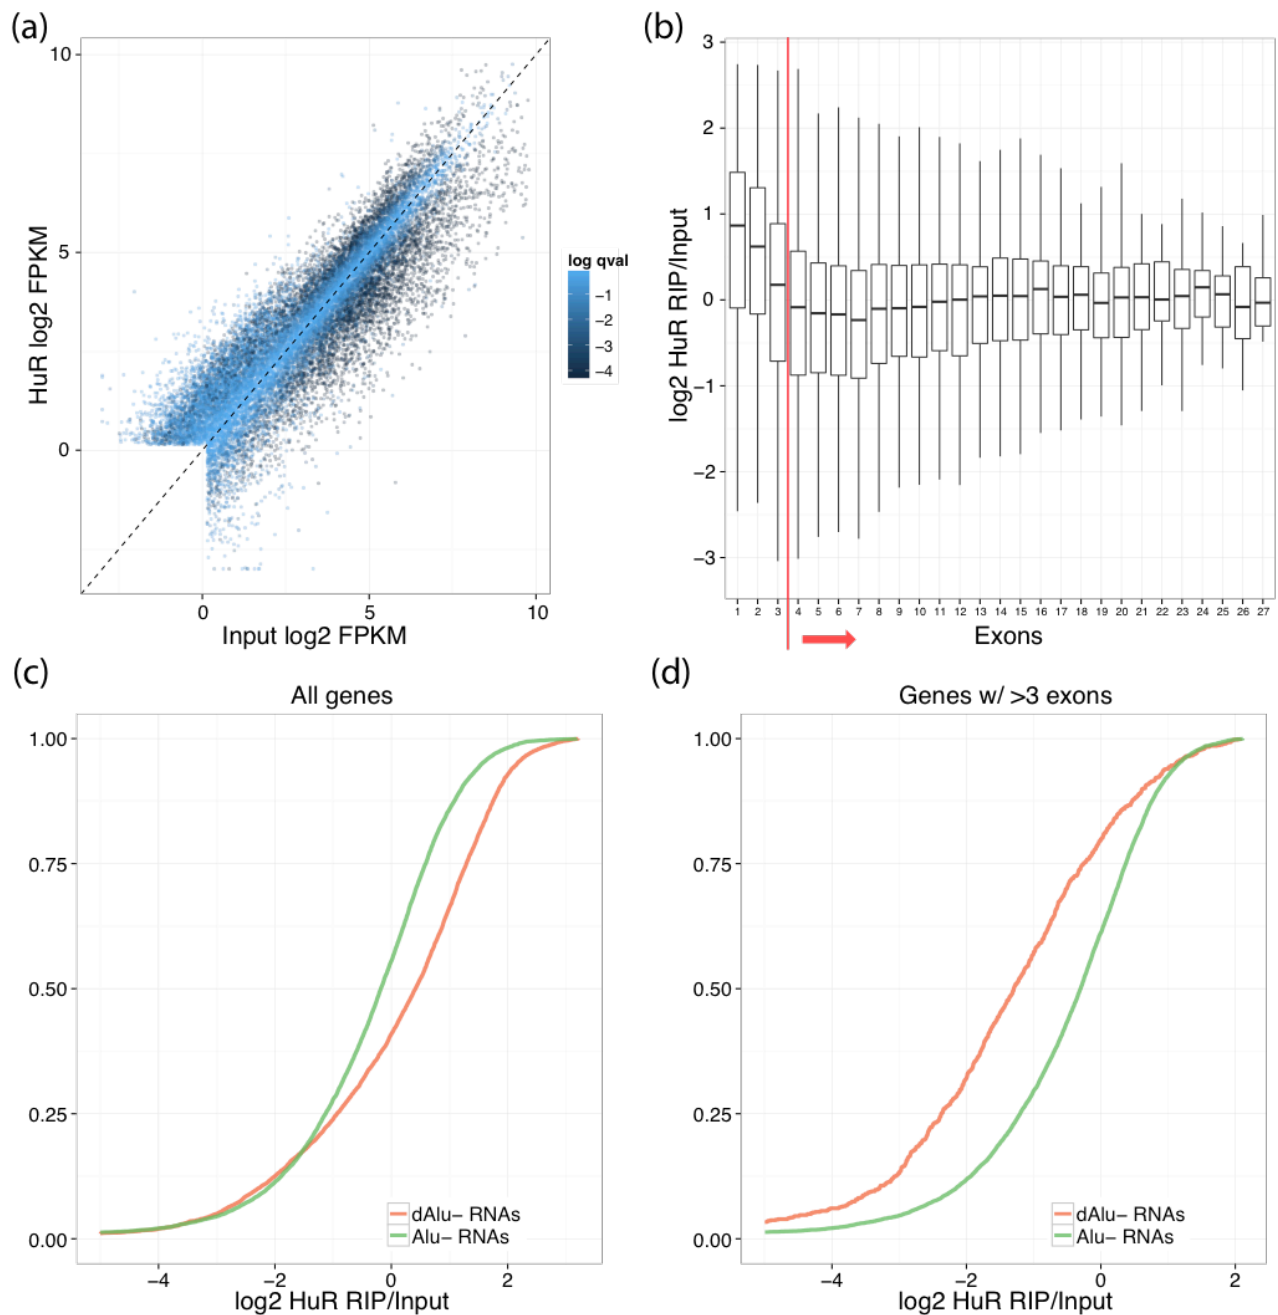 (a)
10
5
0
HuR log2 FPKM
0 5 10
Input log2 FPKM
log qval
−1
−2
−3
−4
(b)
3
2
1
0
−1
−2
−3
log2 HuR RIP/Input
1 2 3 4 5 6 7 8 9 10 11 12 13 14 15 16 17 18 19 20 21 22 23 24 25 26 27
Exons
(c)
All genes
1.00
0.75
0.50
0.25
0.00
dAlu− RNAs
Alu− RNAs
−4 −2 0 2
log2 HuR RIP/Input
(d)
Genes w/ >3 exons
1.00
0.75
0.50
0.25
0.00
dAlu− RNAs
Alu− RNAs
−4 −2 0 2
log2 HuR RIP/Input